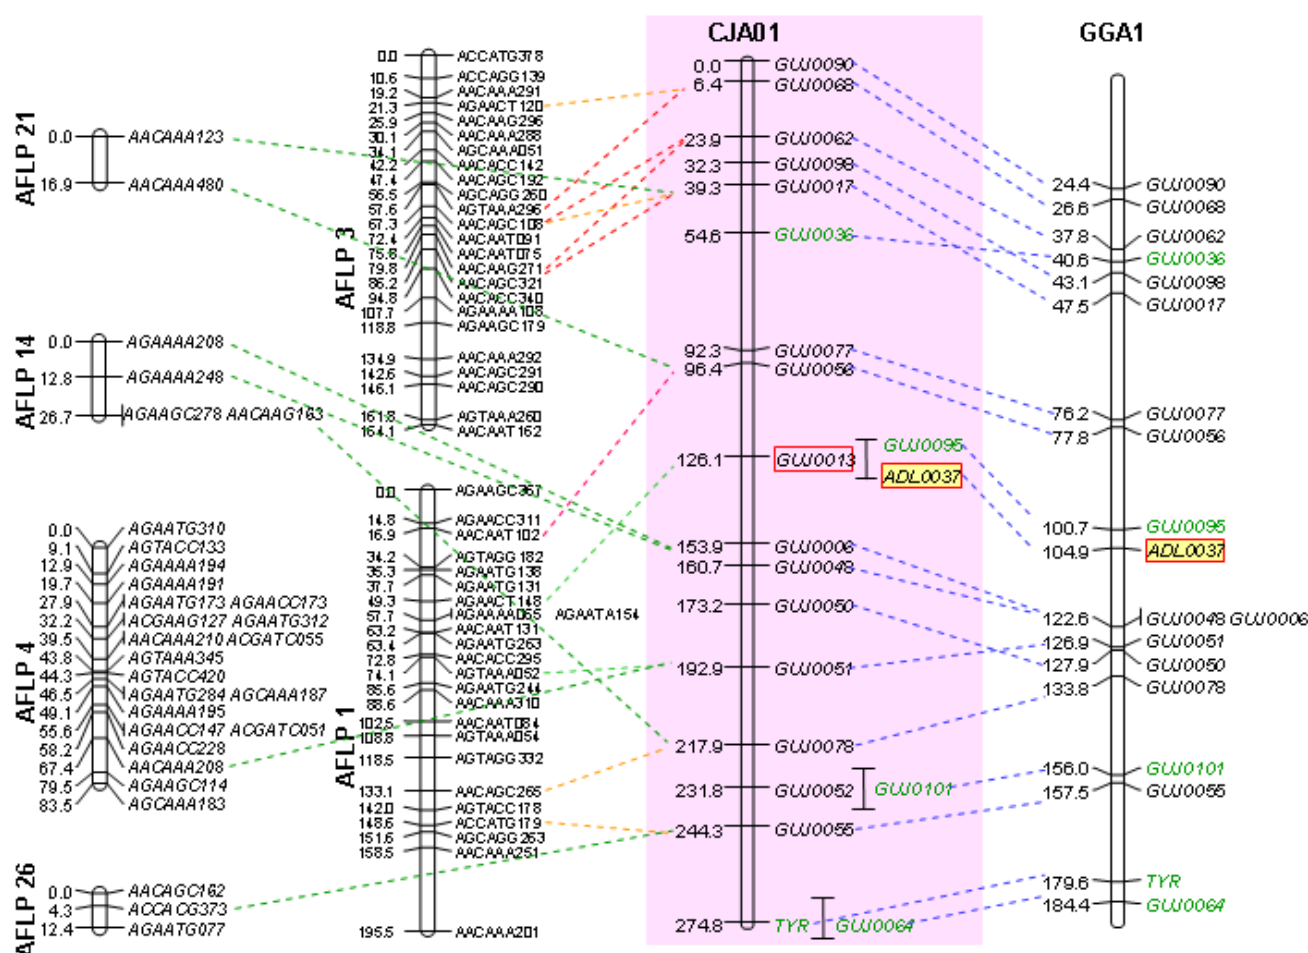 CJA01
GGA1
AFLP 21
0.0 AACAAA123
16.9 AACAAA480
AFLP 14
0.0 AGAAAA208
12.8 AGAAAA248
26.7 AGAAGC278 AACAAG163
AFLP 4
0.0 AGAATG310
9.1 AGTACC133
12.9 AGAAAA194
19.7 AGAAAA191
27.9 AGAATG173 AGAACC173
32.2 ACGAAG127 AGAATG312
39.5 AACAAA210 ACGATC055
43.8 AGTAAA345
44.3 AGTACC420
46.5 AGAATG284 AGCAAA187
49.1 AGAAAA195
55.6 AGAACC147 ACGATC051
58.2 AGAACC228
67.4 AACAAA208
79.5 AGAAGC114
83.5 AGCAAA183
AFLP 26
0.0 AACAGC162
4.3 ACCACG373
12.4 AGAATG077
AFLP 3
0.0 ACCATG378
10.6 ACCAGG139
19.2 AACAAA291
21.3 AGAACT120
25.9 AACAAG296
30.1 AACAAA288
34.1 AGCAAA051
42.2 AACACC142
47.4 AACAGC192
56.5 AGCAGG260
57.6 AGTAAA296
67.3 AACAGC108
72.4 AACAAT091
75.8 AACAAT075
79.8 AACAAG271
86.2 AACAGC321
94.8 AACACC340
107.7 AGAAAA108
118.8 AGAAGC179
134.9 AACAAA292
142.6 AACAGC291
146.1 AACAGC290
161.8 AGTAAA260
164.1 AACAAT162
AFLP 1
0.0 AGAAGC367
14.8 AGAACC311
16.9 AACAAT102
34.2 AGTAGG182
35.3 AGAATG138
37.7 AGAATG131
49.3 AGAACT148
57.7 AGAAAA065 AGAATA154
63.2 AACAAT131
63.4 AGAATG263
72.8 AACACC295
74.1 AGTAAA052
85.6 AGAATG244
88.6 AACAAA310
102.5 AACAAT084
108.8 AGTAAA054
118.5 AGTAGG332
133.1 AACAGC265
142.0 AGTACC178
148.6 ACCATG179
151.6 AGCAGG263
158.5 AACAAA251
195.5 AACAAA201
0.0 GUJ0090
6.4 GUJ0068
23.9 GUJ0062
32.3 GUJ0098
39.3 GUJ0017
54.6 GUJ0036
92.3 GUJ0077
96.4 GUJ0056
126.1 GUJ0013 GUJ0095
ADL0037
153.9 GUJ0006
160.7 GUJ0048
173.2 GUJ0050
192.9 GUJ0051
217.9 GUJ0078
231.8 GUJ0052 GUJ0101
244.3 GUJ0055
274.8 TYR GUJ0064
24.4 GUJ0090
26.6 GUJ0068
37.8 GUJ0062
40.6 GUJ0036
43.1 GUJ0098
47.5 GUJ0017
76.2 GUJ0077
77.8 GUJ0056
100.7 GUJ0095
104.9 ADL0037
122.6 GUJ0048 GUJ0006
126.9 GUJ0051
127.9 GUJ0050
133.8 GUJ0078
156.0 GUJ0101
157.5 GUJ0055
179.6 TYR
184.4 GUJ0064